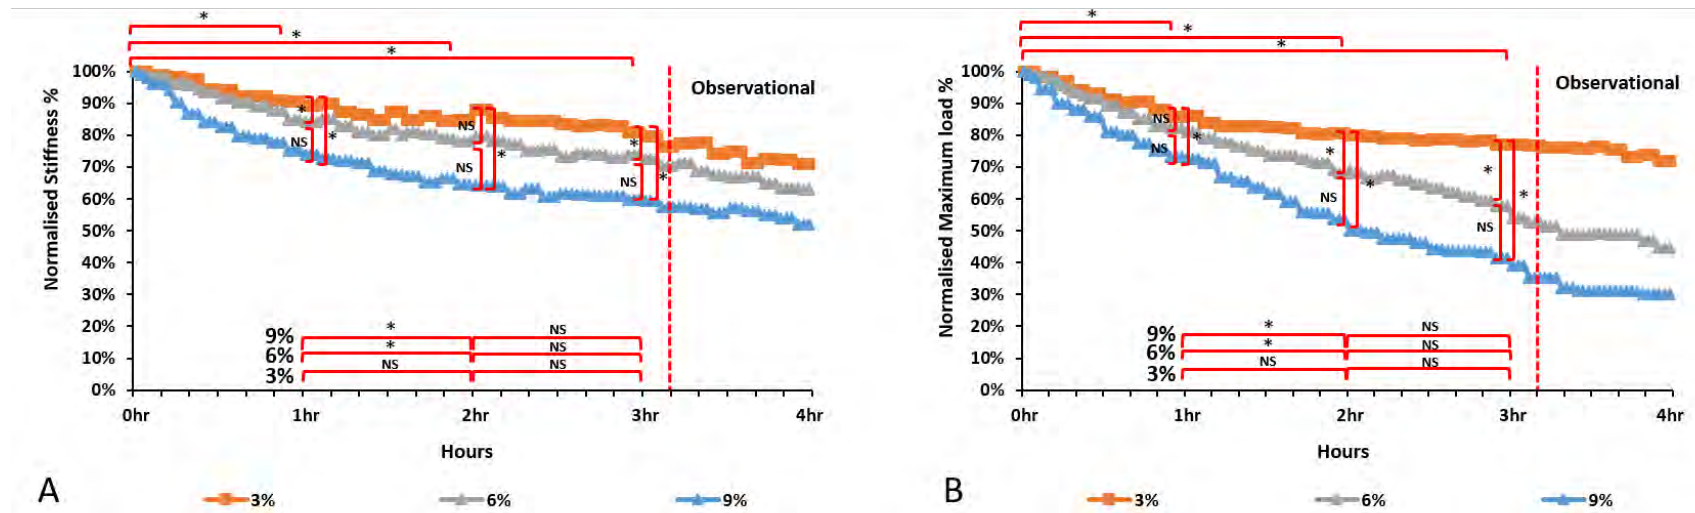 *
*
*
Observational
Normalised Stiffness %
100%
90%
80%
70%
60%
50%
40%
30%
20%
10%
0%
*
NS
*
NS
NS
*
*
NS
*
9% * NS
6% * NS
3% NS NS
0hr 1hr 2hr 3hr 4hr
Hours
A
3% 6% 9%
*
*
*
Observational
Normalised Maximum load %
100%
90%
80%
70%
60%
50%
40%
30%
20%
10%
0%
NS
NS
*
*
NS
*
*
NS
*
9% * NS
6% * NS
3% NS NS
0hr 1hr 2hr 3hr 4hr
Hours
B
3% 6% 9%